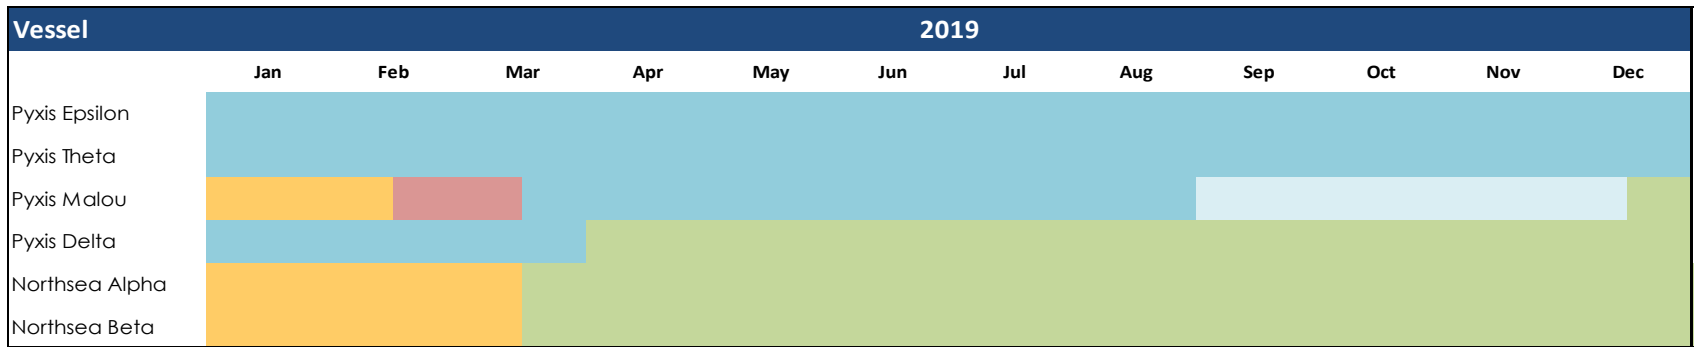 Vessel 2019
Jan Feb Mar Apr May Jun Jul Aug Sep Oct Nov Dec
Pyxis Epsilon
Pyxis Theta
Pyxis Malou
Pyxis Delta
Northsea Alpha
Northsea Beta